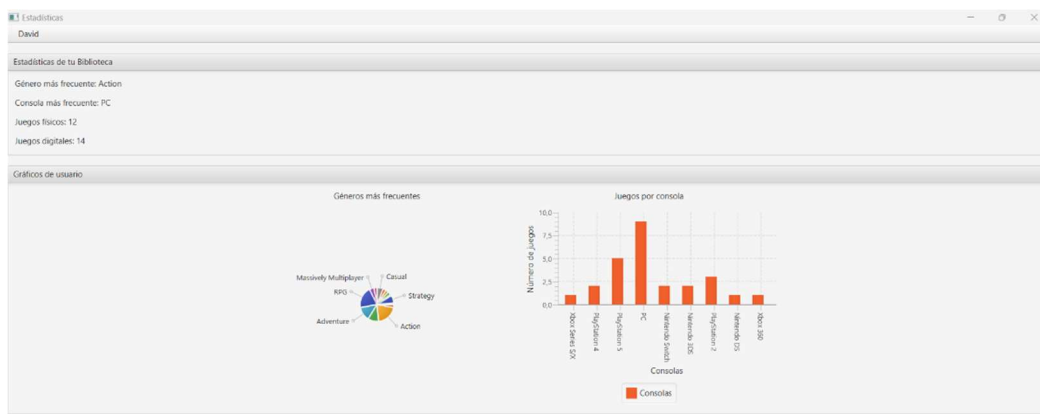 Estadísticas
David
Estadísticas de tu Biblioteca
Género más frecuente: Action
Consola más frecuente: PC
Juegos físicos: 12
Juegos digitales: 14
Gráficos de usuario
Géneros más frecuentes
Massively Multiplayer
Casual
RPG
Strategy
Adventure
Action
Juegos por consola
Número de juegos
10,0
7,5
5,0
2,5
0,0
Xbox Series S/X
PlayStation 4
PlayStation 5
PC
Nintendo Switch
Nintendo 3DS
PlayStation 2
Nintendo DS
Xbox 360
Consolas
Consolas